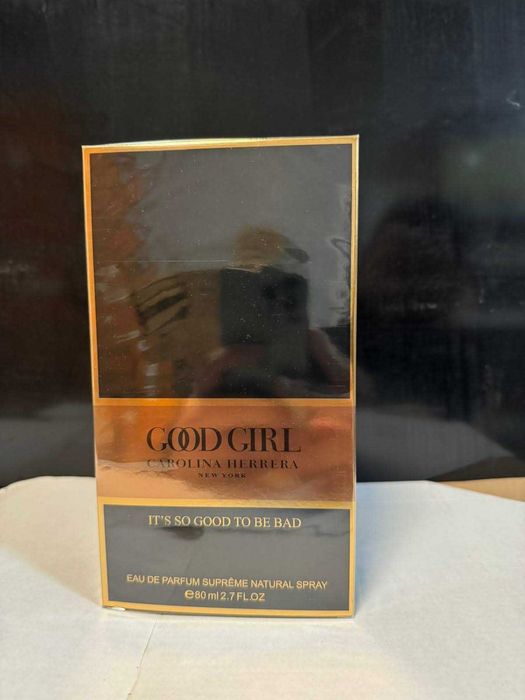 GOOD GIRL
CAROLINA HERRERA
NEW YORK
IT'S SO GOOD TO BE BAD
EAU DE PARFUM SUPRÊME NATURAL SPRAY
℮80 ml 2.7 FL.OZ